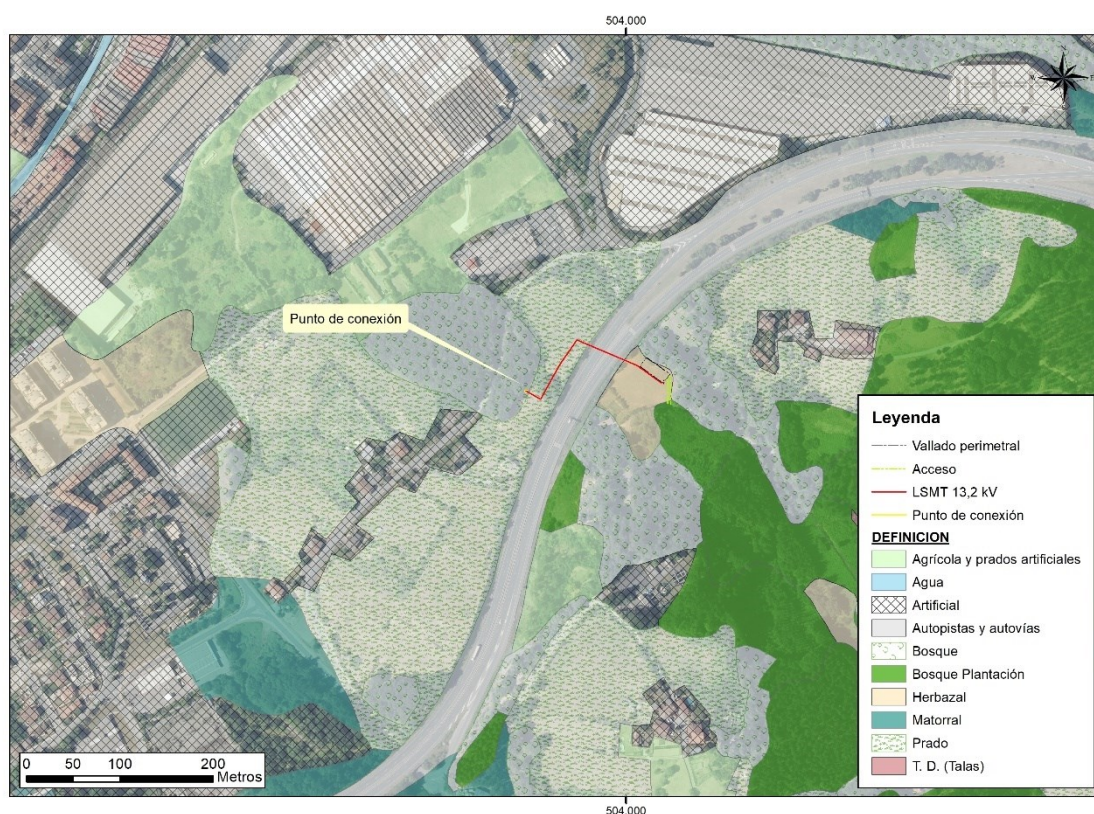 504.000
N
Punto de conexión
Leyenda
Vallado perimetral
Acceso
LSMT 13,2 kV
Punto de conexión
DEFINICION
Agrícola y prados artificiales
Agua
Artificial
Autopistas y autovías
Bosque
Bosque Plantación
Herbazal
Matorral
Prado
T. D. (Talas)
0 50 100 200
Metros
504.000